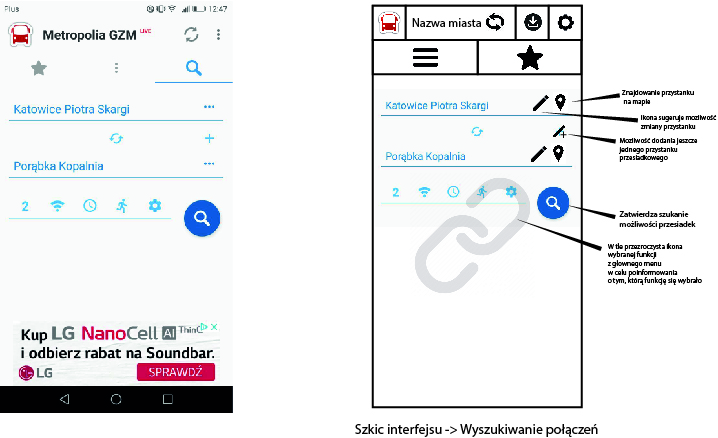 Plus
12:47
Metropolia GZM LIVE
Katowice Piotra Skargi
Porąbka Kopalnia
2
Kup LG NanoCell AI ThinQ
i odbierz rabat na Soundbar.
LG
SPRAWDŹ
Nazwa miasta
Katowice Piotra Skargi
Porąbka Kopalnia
2
Znajdowanie przystanku
na mapie
Ikona sugeruje możliwość
zmiany przystanku
Możliwość dodania jeszcze
jednego przystanku
przesiadkowego
Zatwierdza szukanie
możliwości przesiadek
W tle przezroczysta ikona
wybranej funkcji
z głownego menu
w celu poinformowania
o tym, którą funkcję się wybrało
Szkic interfejsu -> Wyszukiwanie połączeń